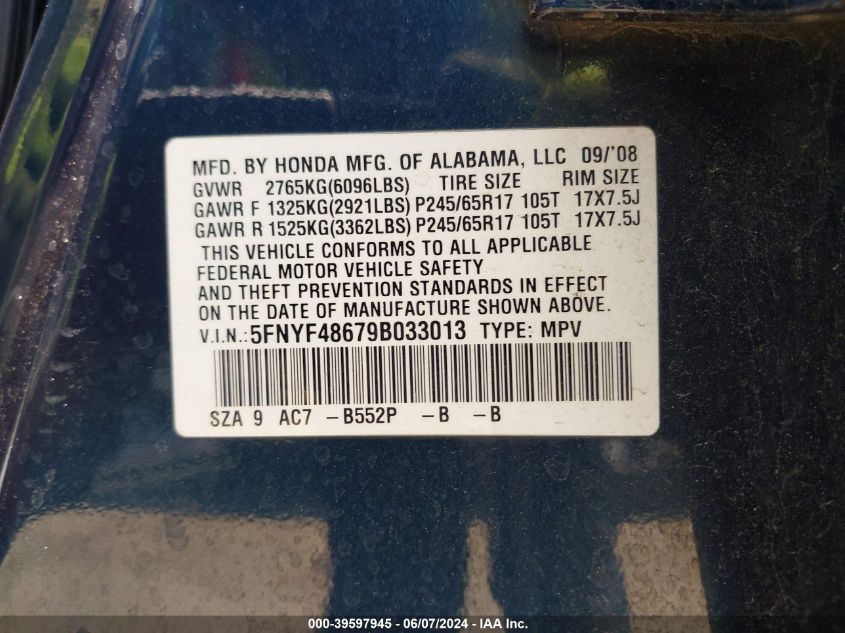 MFD. BY HONDA MFG. OF ALABAMA, LLC 09/'08
GVWR 2765KG(6096LBS) TIRE SIZE RIM SIZE
GAWR F 1325KG(2921LBS) P245/65R17 105T 17X7.5J
GAWR R 1525KG(3362LBS) P245/65R17 105T 17X7.5J
THIS VEHICLE CONFORMS TO ALL APPLICABLE
FEDERAL MOTOR VEHICLE SAFETY
AND THEFT PREVENTION STANDARDS IN EFFECT
ON THE DATE OF MANUFACTURE SHOWN ABOVE.
V.I.N.: 5FNYF48679B033013 TYPE: MPV
SZA 9 AC7 -B552P -B -B
000-39597945 - 06/07/2024 - IAA Inc.